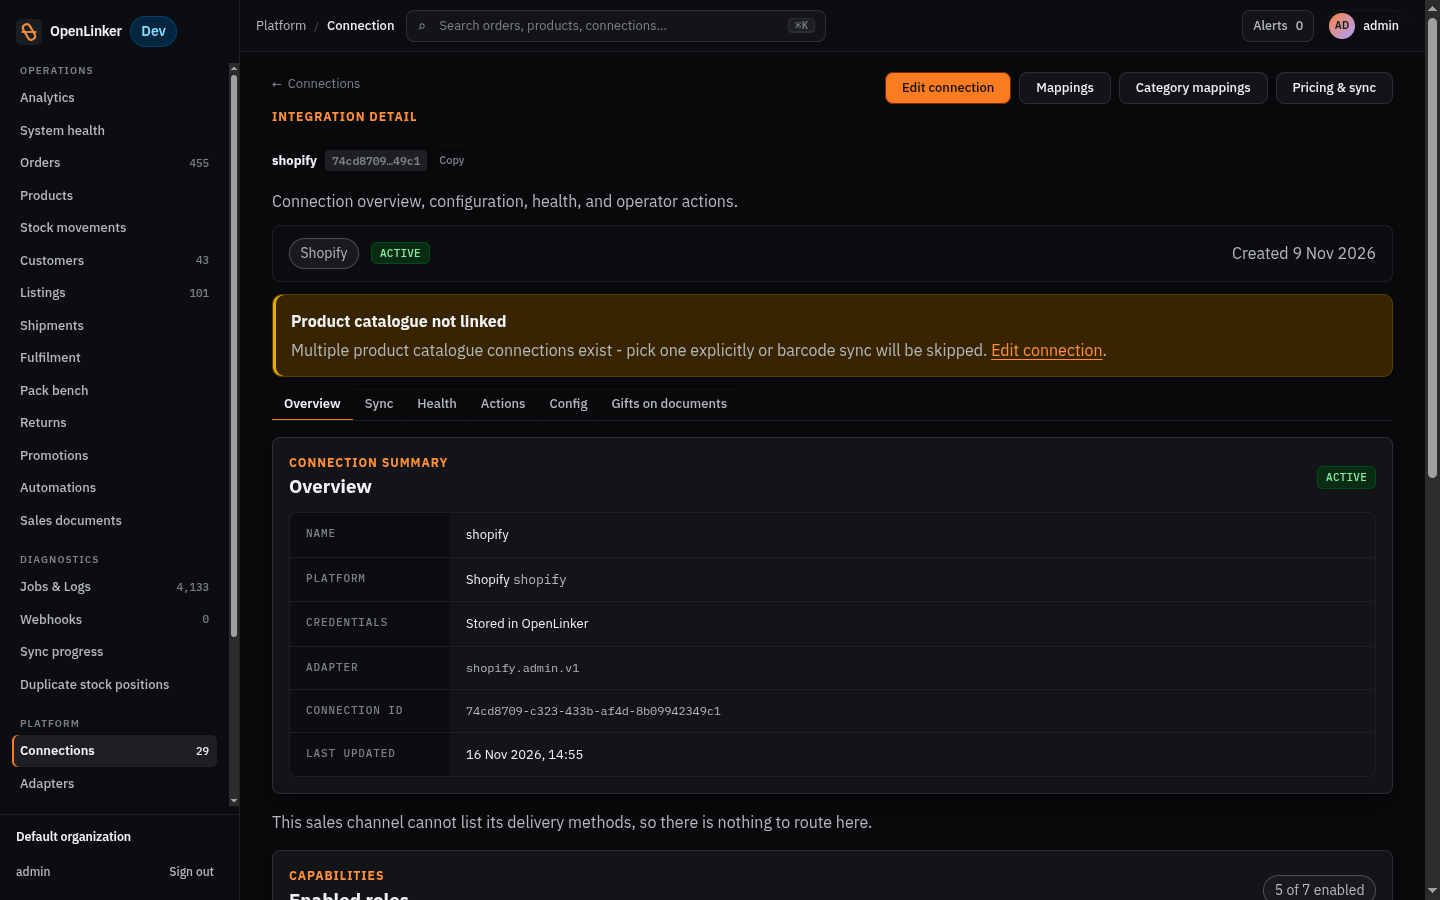 OpenLinker Dev
OPERATIONS
Analytics
System health
Orders 455
Products
Stock movements
Customers 43
Listings 101
Shipments
Fulfilment
Pack bench
Returns
Promotions
Automations
Sales documents
DIAGNOSTICS
Jobs & Logs 4,133
Webhooks 0
Sync progress
Duplicate stock positions
PLATFORM
Connections 29
Adapters
Default organization
admin Sign out
Platform / Connection
Search orders, products, connections... ⌘K
Alerts 0
AD admin
← Connections
Edit connection
Mappings
Category mappings
Pricing & sync
INTEGRATION DETAIL
shopify 74cd8709…49c1 Copy
Connection overview, configuration, health, and operator actions.
Shopify ACTIVE Created 9 Nov 2026
Product catalogue not linked
Multiple product catalogue connections exist - pick one explicitly or barcode sync will be skipped. Edit connection.
Overview Sync Health Actions Config Gifts on documents
CONNECTION SUMMARY
Overview
ACTIVE
NAME shopify
PLATFORM Shopify shopify
CREDENTIALS Stored in OpenLinker
ADAPTER shopify.admin.v1
CONNECTION ID 74cd8709-c323-433b-af4d-8b09942349c1
LAST UPDATED 16 Nov 2026, 14:55
This sales channel cannot list its delivery methods, so there is nothing to route here.
CAPABILITIES
Enabled roles
5 of 7 enabled